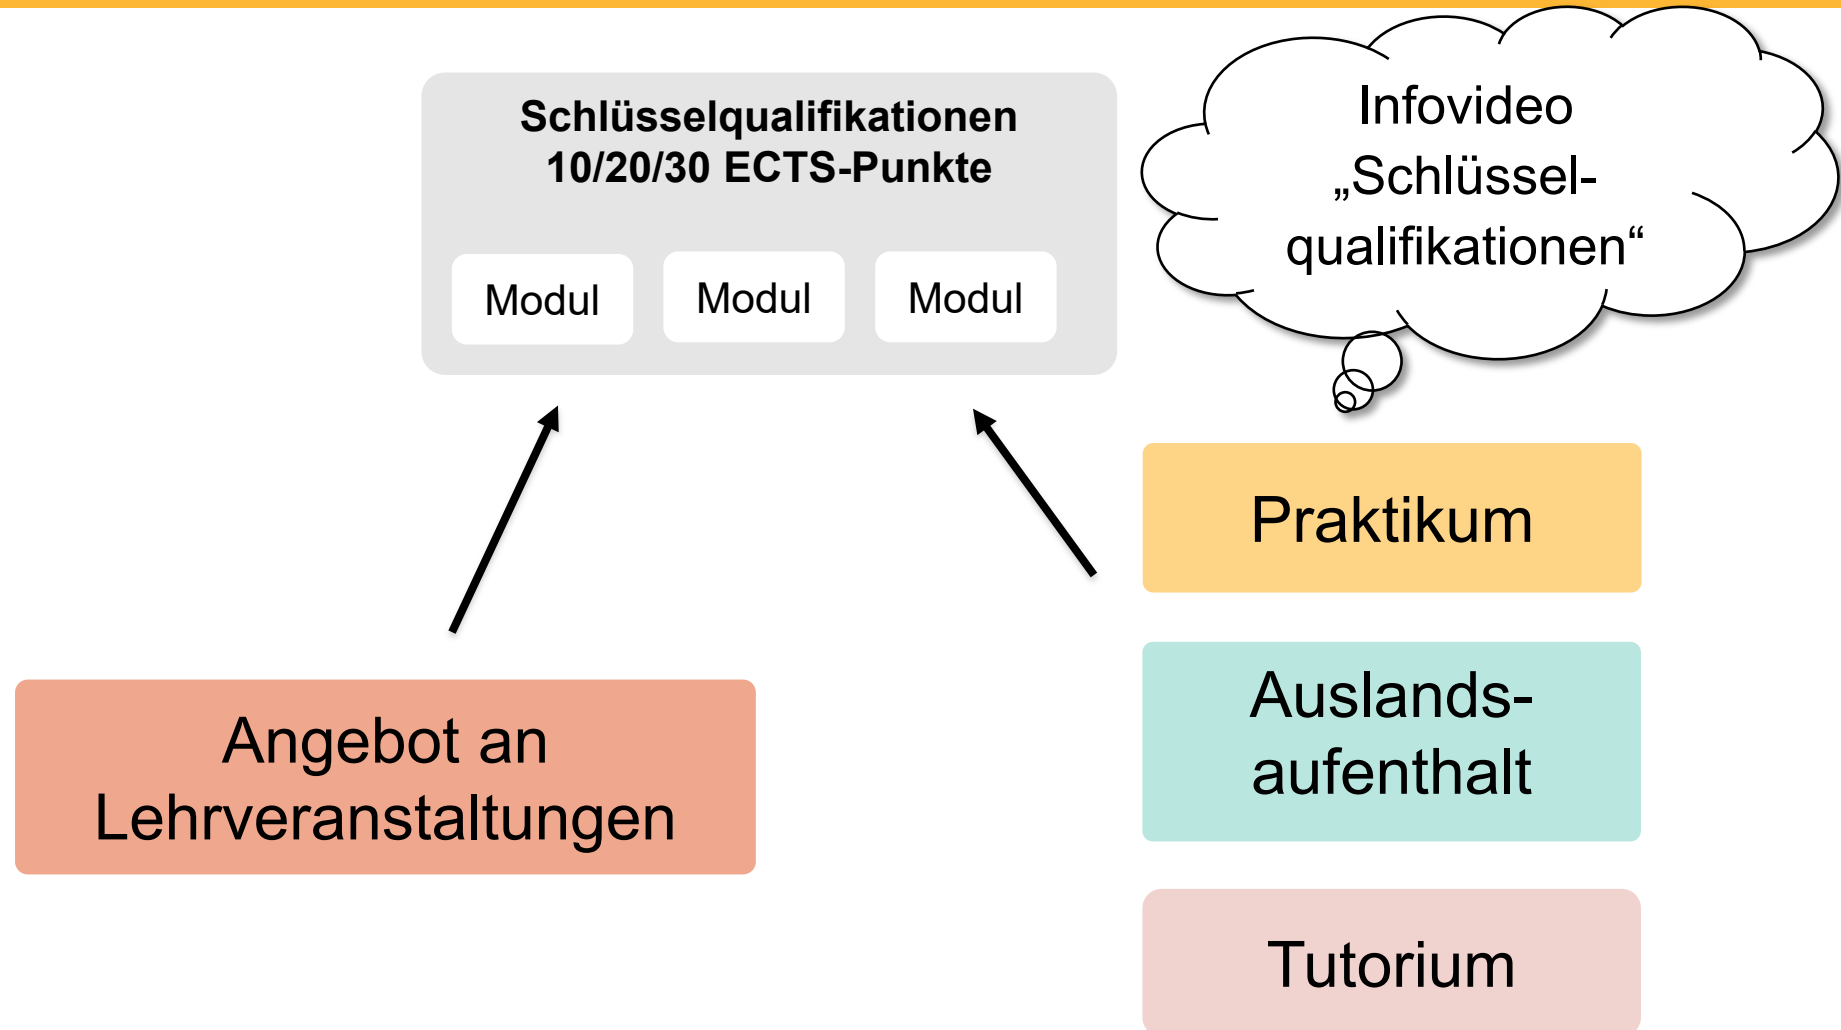 Schlüsselqualifikationen
10/20/30 ECTS-Punkte
Modul
Modul
Modul
Infovideo
„Schlüssel-
qualifikationen“
Praktikum
Auslands-
aufenthalt
Tutorium
Angebot an
Lehrveranstaltungen